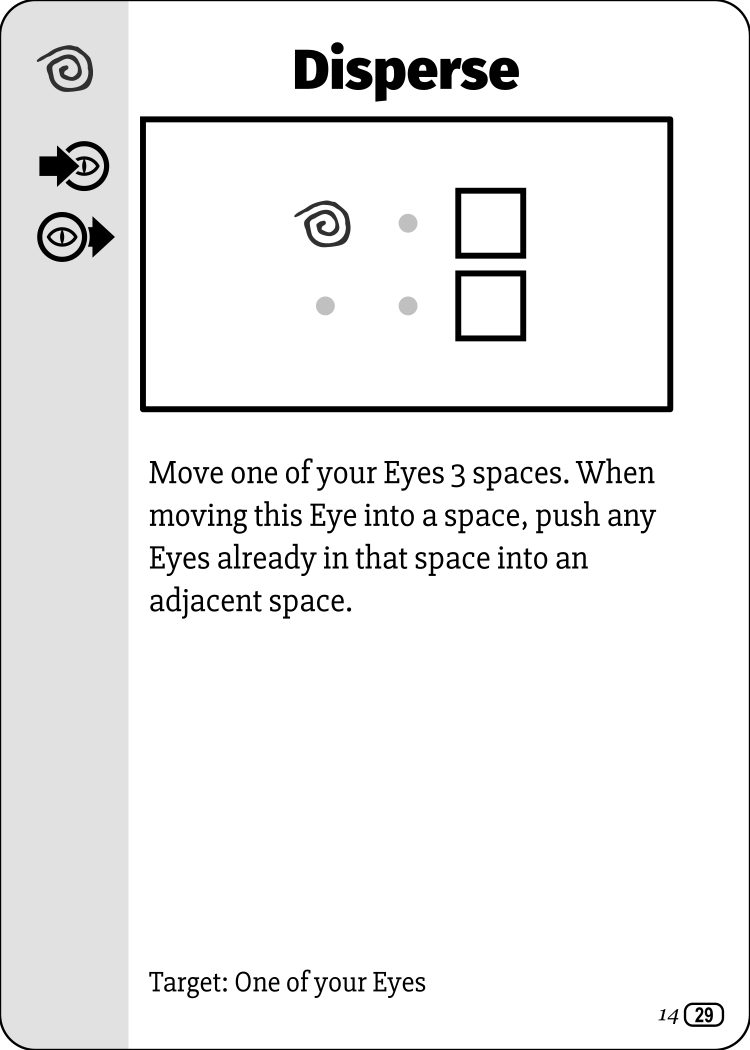 Disperse
Move one of your Eyes 3 spaces. When
moving this Eye into a space, push any
Eyes already in that space into an
adjacent space.
Target: One of your Eyes
14 29